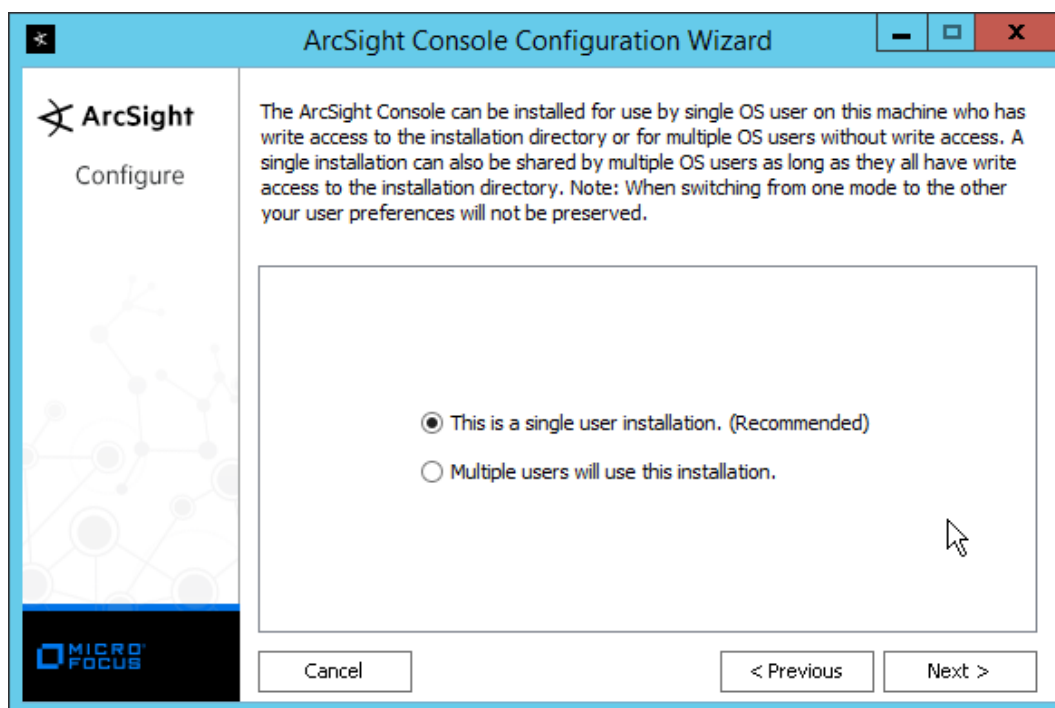 ArcSight Console Configuration Wizard
ArcSight
Configure
The ArcSight Console can be installed for use by single OS user on this machine who has
write access to the installation directory or for multiple OS users without write access. A
single installation can also be shared by multiple OS users as long as they all have write
access to the installation directory. Note: When switching from one mode to the other
your user preferences will not be preserved.
This is a single user installation. (Recommended)
Multiple users will use this installation.
MICRO
FOCUS
Cancel
< Previous
Next >